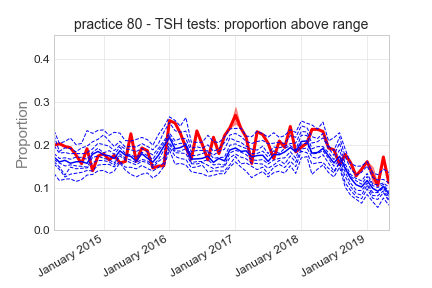 practice 80 - TSH tests: proportion above range
Proportion
0.4
0.3
0.2
0.1
0.0
January 2015
January 2016
January 2017
January 2018
January 2019